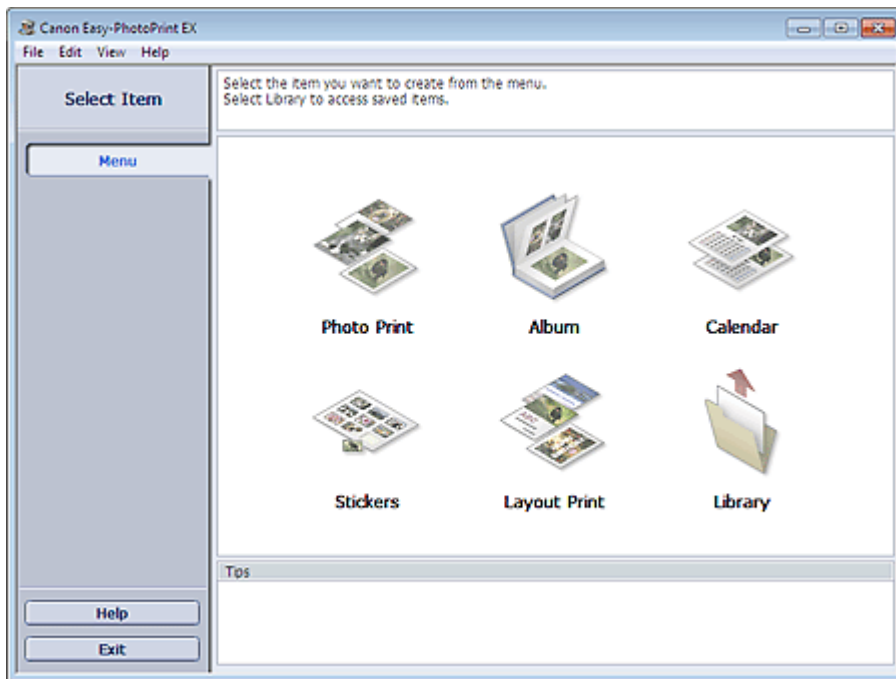 Canon Easy-PhotoPrint EX
File Edit View Help
Select Item
Select the item you want to create from the menu.
Select Library to access saved items.
Menu
Photo Print Album Calendar
Stickers Layout Print Library
Tips
Help
Exit